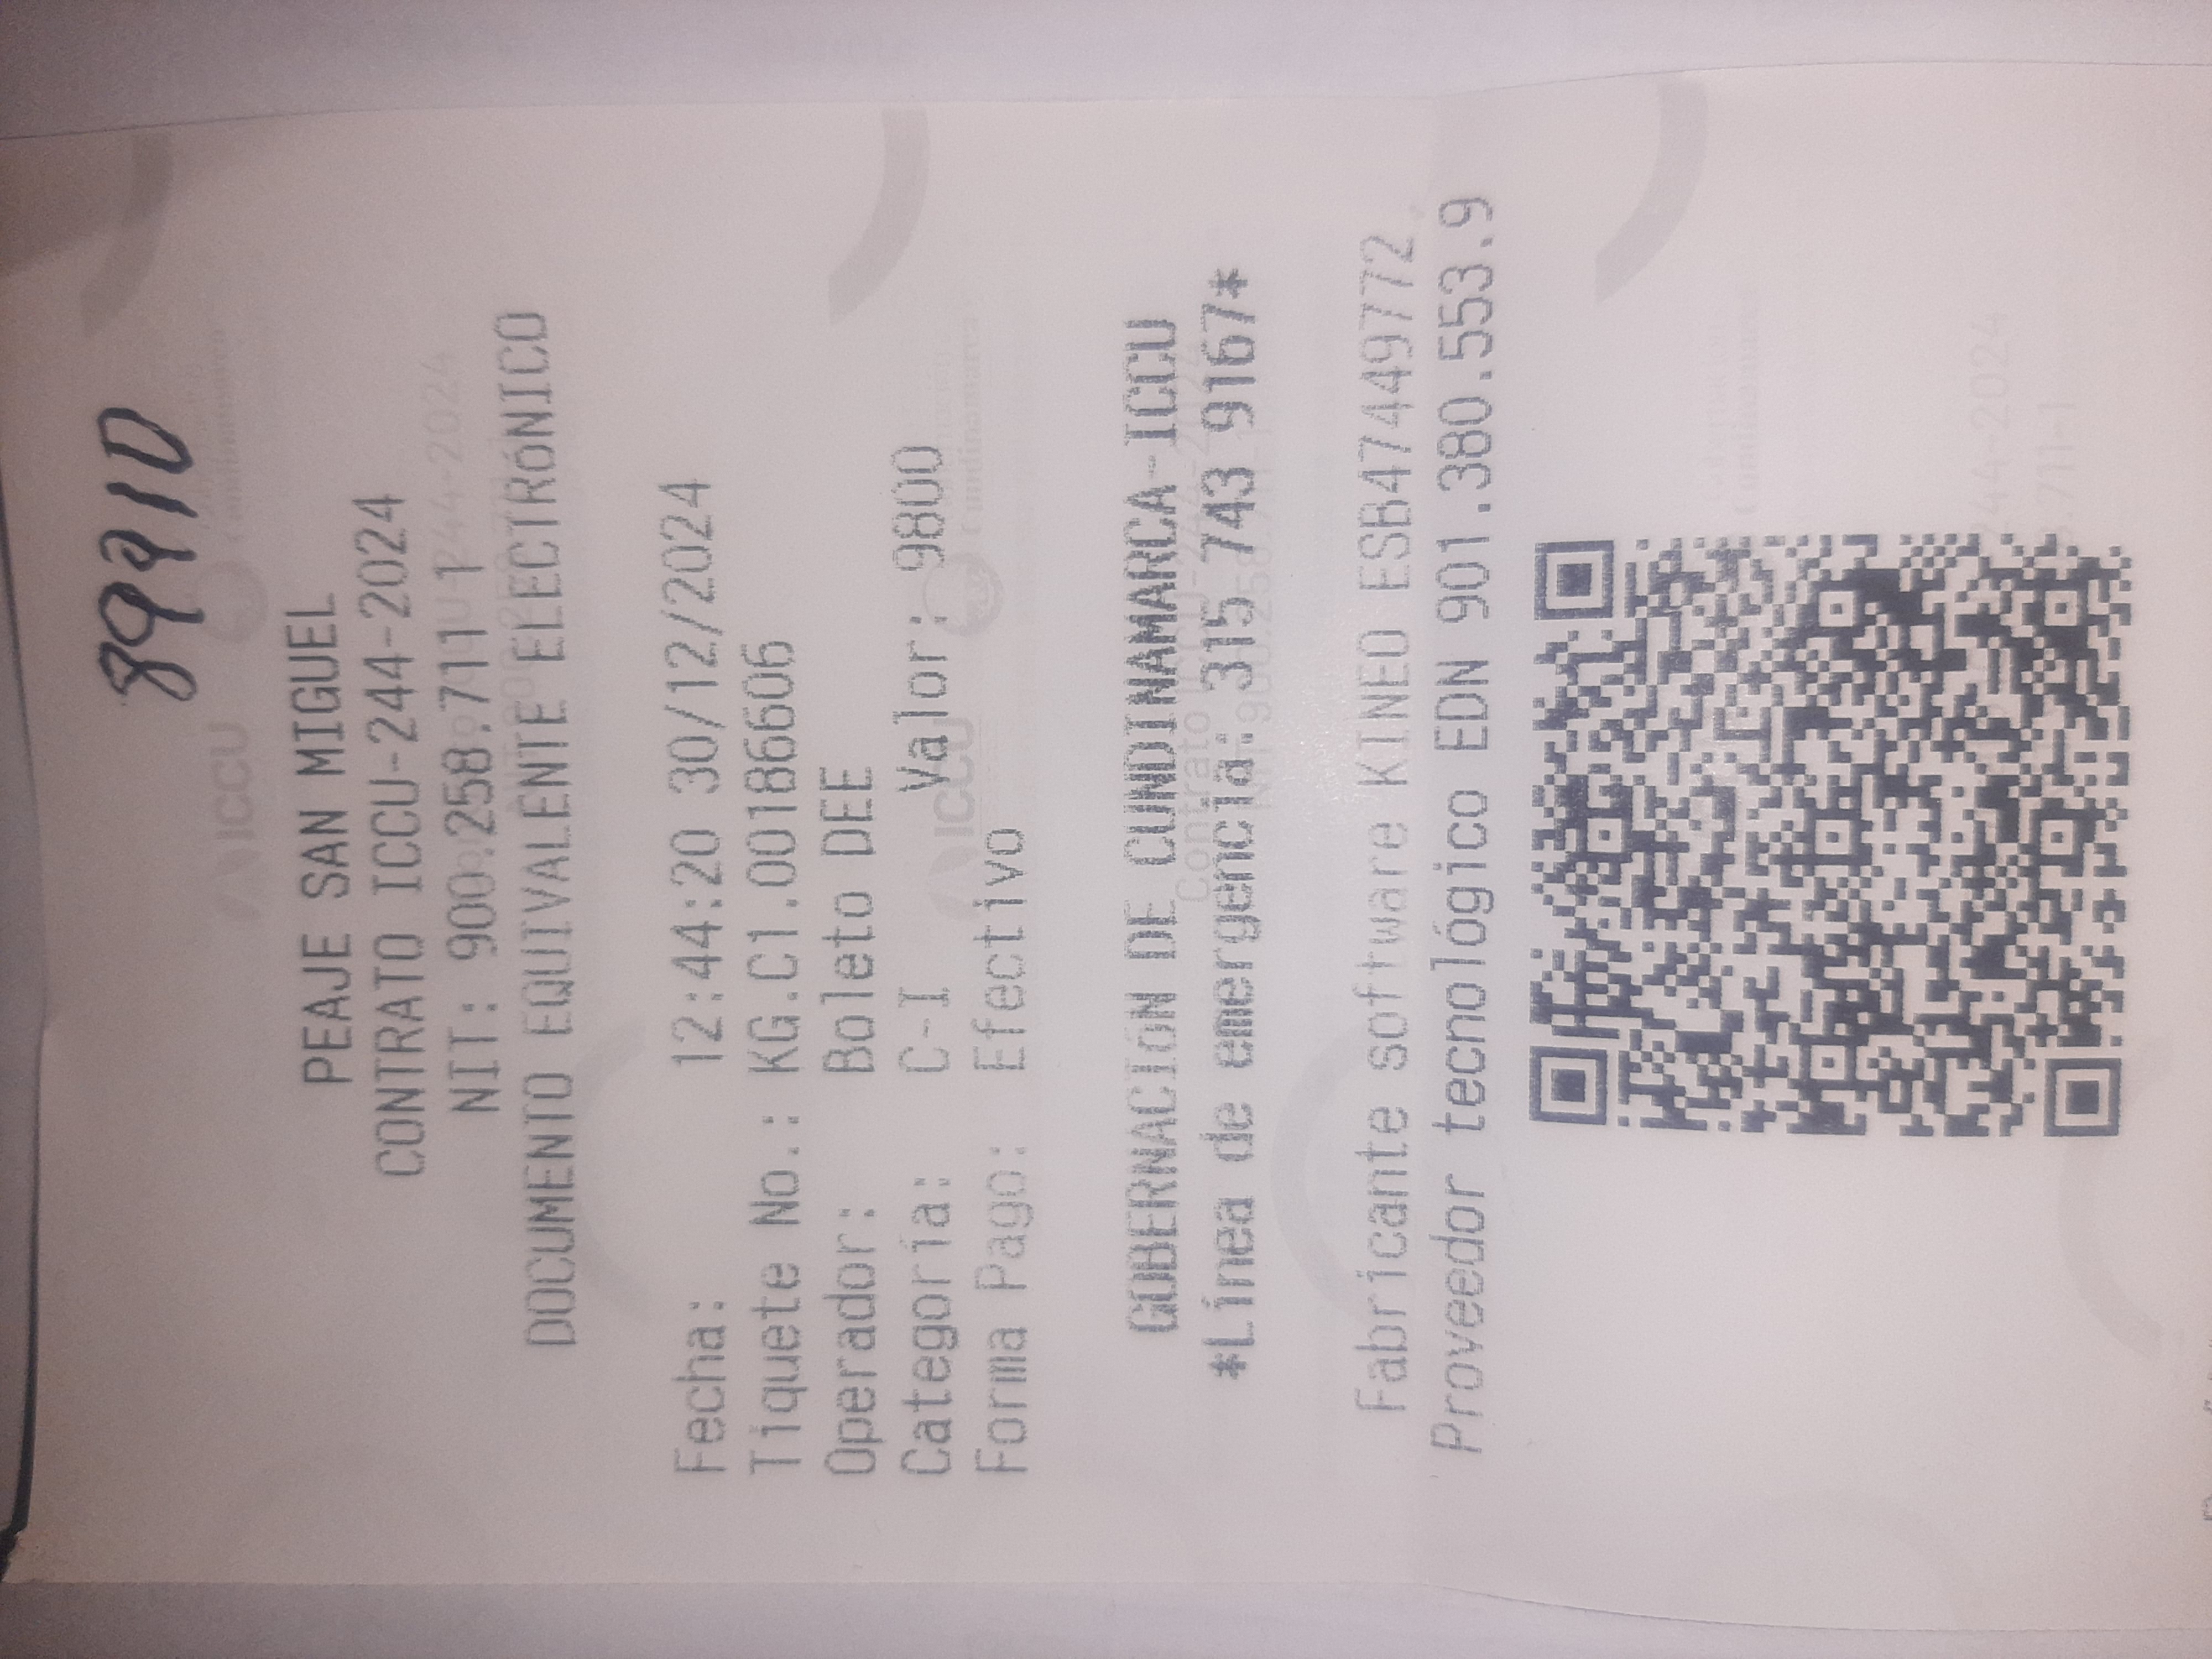 8991D
PEAJE SAN MIGUEL
CONTRATO ICCU-244-2024
NIT: 900.258.711-1
DOCUMENTO EQUIVALENTE ELECTRÓNICO
Fecha: 12:44:20 30/12/2024
Tiquete No.: KG.C1.00186606
Operador: Boleto DEE
Categoría: C-I Valor: 9800
Forma Pago: Efectivo
GOBERNACIÓN DE CUNDINAMARCA-ICCU
*Línea de emergencia: 315 743 9167*
Fabricante software KINEO ESB47449772
Proveedor tecnológico EDN 901.380.553.9